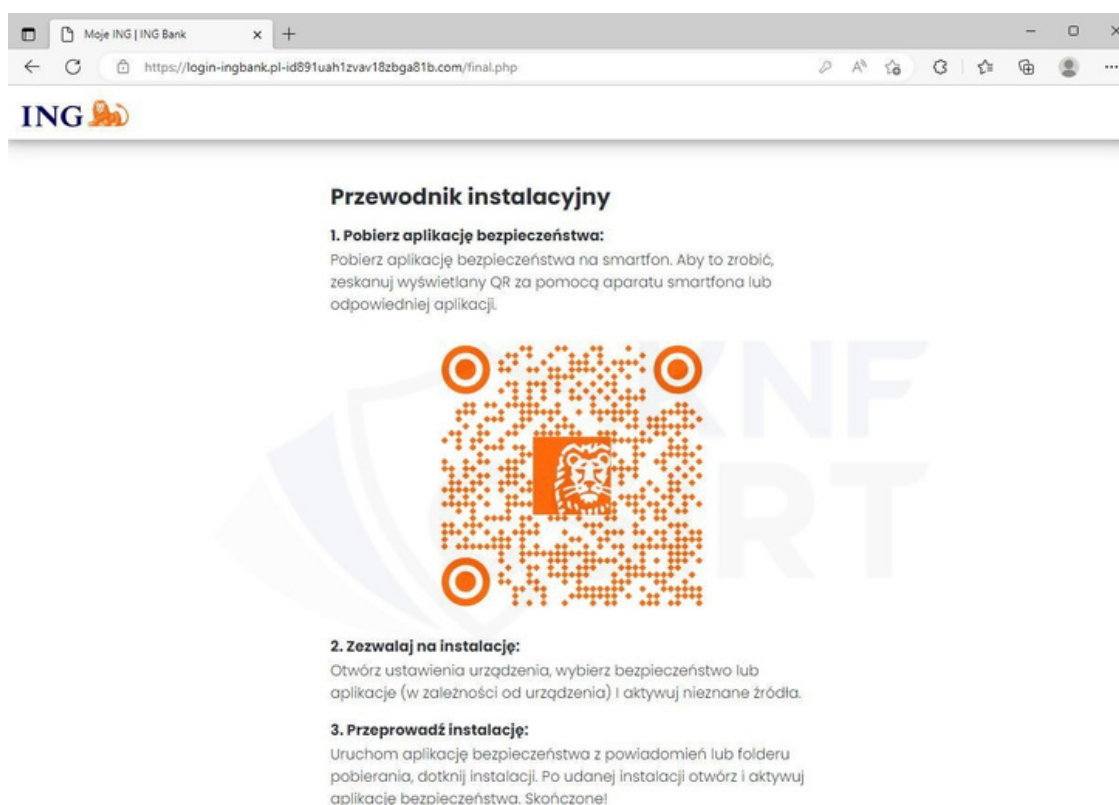 Moje ING | ING Bank
https://login-ingbank.pl-id891uah1zvav18zbga81b.com/final.php
ING
Przewodnik instalacyjny
1. Pobierz aplikację bezpieczeństwa:
Pobierz aplikację bezpieczeństwa na smartfon. Aby to zrobić,
zeskanuj wyświetlany QR za pomocą aparatu smartfona lub
odpowiedniej aplikacji.
KNF
CSIRT
2. Zezwalaj na instalację:
Otwórz ustawienia urządzenia, wybierz bezpieczeństwo lub
aplikacje (w zależności od urządzenia) I aktywuj nieznane źródła.
3. Przeprowadź instalację:
Uruchom aplikację bezpieczeństwa z powiadomień lub folderu
pobierania, dotknij instalacji. Po udanej instalacji otwórz i aktywuj
aplikację bezpieczeństwa. Skończone!